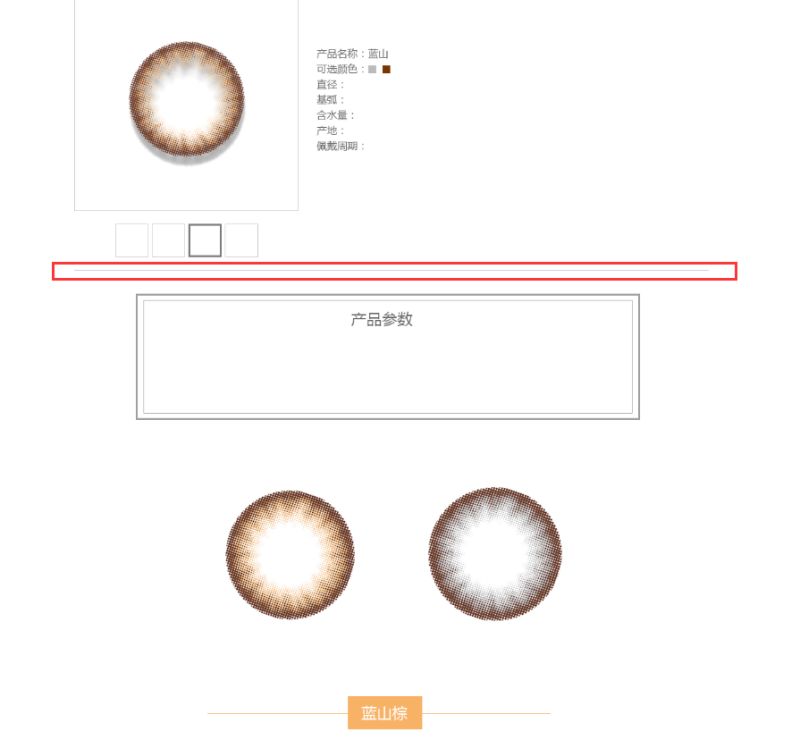 产品名称：蓝山
可选颜色：
直径：
基弧：
含水量：
产地：
佩戴周期：
产品参数
蓝山棕